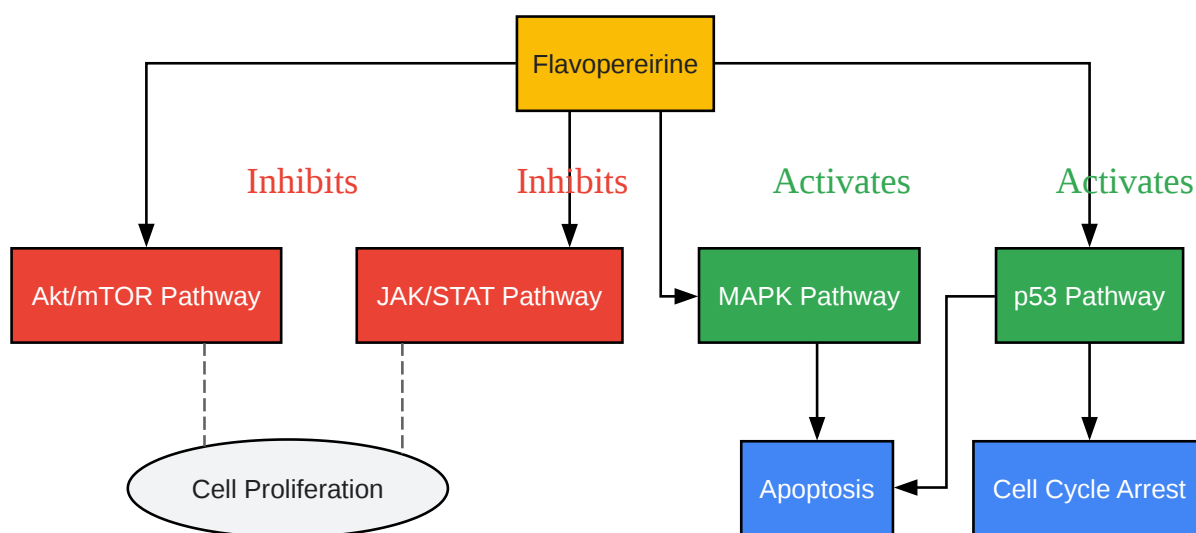 Flavopereirine
Inhibits
Inhibits
Activates
Activates
Akt/mTOR Pathway
JAK/STAT Pathway
MAPK Pathway
p53 Pathway
Cell Proliferation
Apoptosis
Cell Cycle Arrest